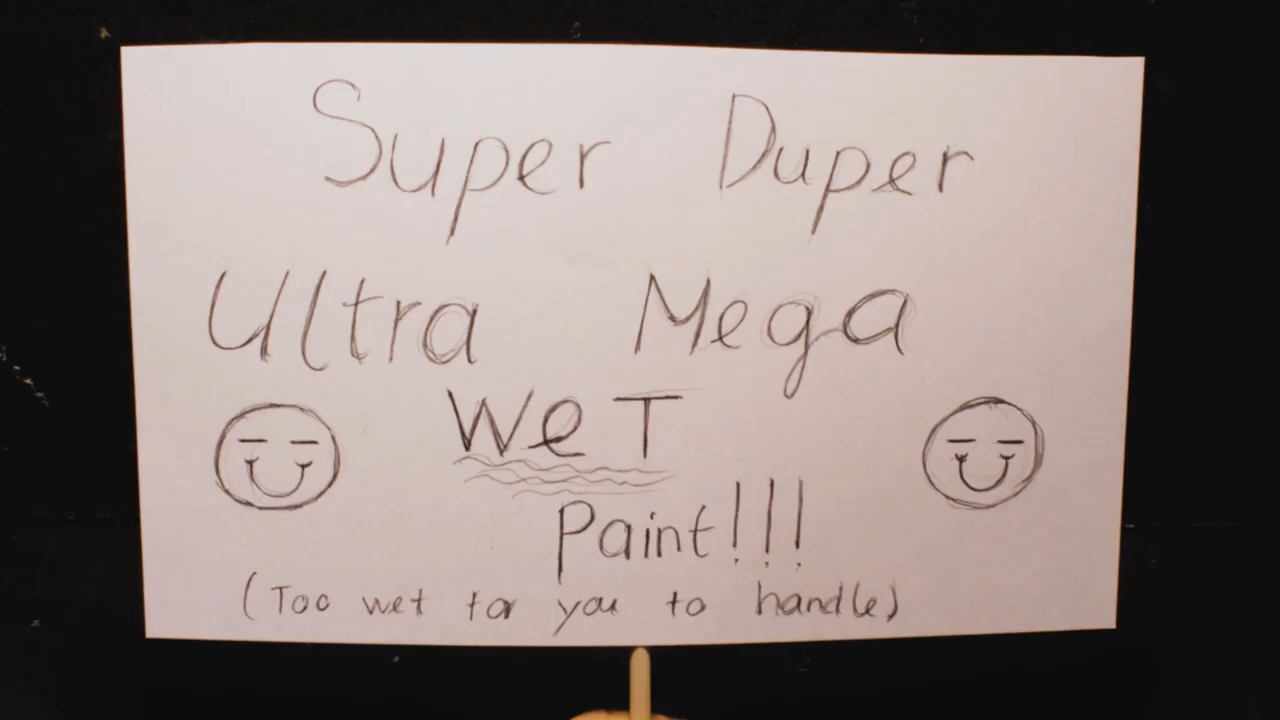 Super Duper
Ultra Mega
WeT
Paint!!!
(Too wet for you to handle)